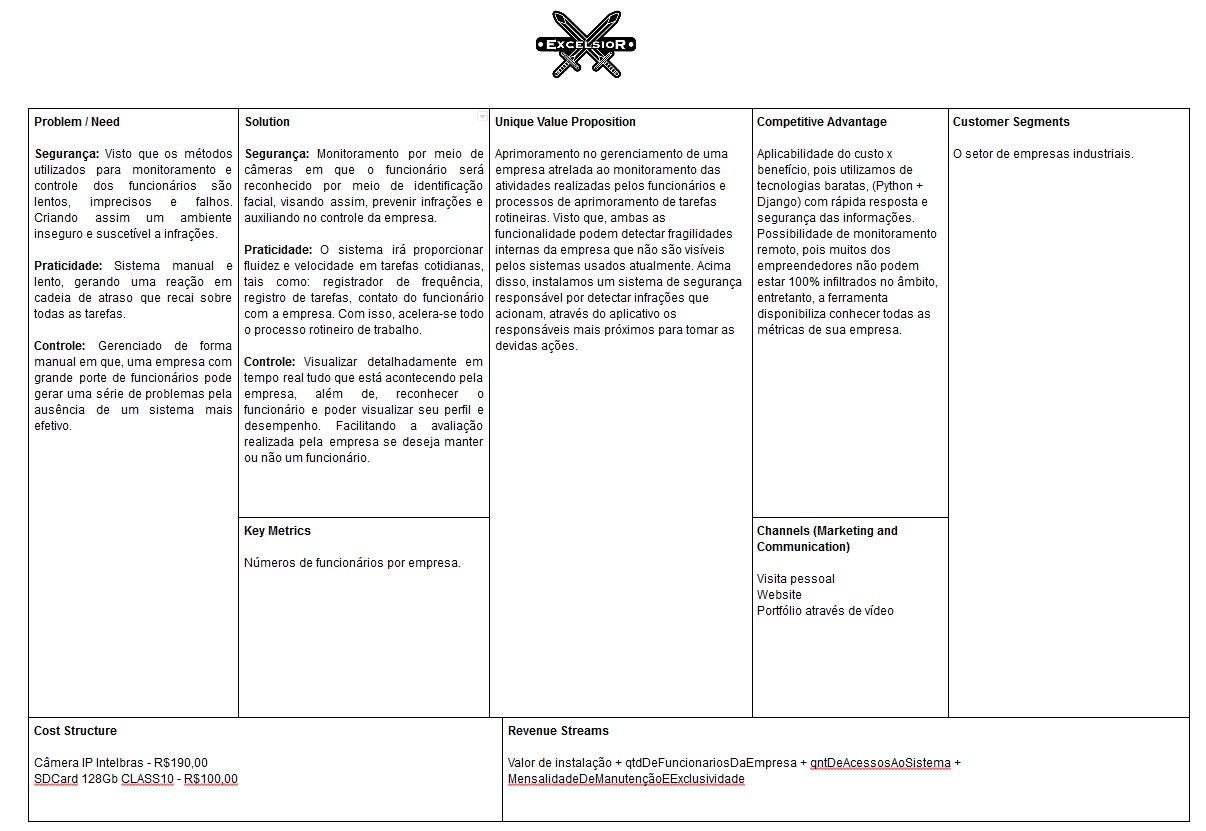 EXCELSIOR
Problem / Need
Segurança: Visto que os métodos
utilizados para monitoramento e
controle dos funcionários são
lentos, imprecisos e falhos.
Criando assim um ambiente
inseguro e suscetível a infrações.
Praticidade: Sistema manual e
lento, gerando uma reação em
cadeia de atraso que recai sobre
todas as tarefas.
Controle: Gerenciado de forma
manual em que, uma empresa com
grande porte de funcionários pode
gerar uma série de problemas pela
ausência de um sistema mais
efetivo.
Solution
Segurança: Monitoramento por meio de
câmeras em que o funcionário será
reconhecido por meio de identificação
facial, visando assim, prevenir infrações e
auxiliando no controle da empresa.
Praticidade: O sistema irá proporcionar
fluidez e velocidade em tarefas cotidianas,
tais como: registrador de frequência,
registro de tarefas, contato do funcionário
com a empresa. Com isso, acelera-se todo
o processo rotineiro de trabalho.
Controle: Visualizar detalhadamente em
tempo real tudo que está acontecendo pela
empresa, além de, reconhecer o
funcionário e poder visualizar seu perfil e
desempenho. Facilitando a avaliação
realizada pela empresa se deseja manter
ou não um funcionário.
Key Metrics
Números de funcionários por empresa.
Unique Value Proposition
Aprimoramento no gerenciamento de uma
empresa atrelada ao monitoramento das
atividades realizadas pelos funcionários e
processos de aprimoramento de tarefas
rotineiras. Visto que, ambas as
funcionalidade podem detectar fragilidades
internas da empresa que não são visíveis
pelos sistemas usados atualmente. Acima
disso, instalamos um sistema de segurança
responsável por detectar infrações que
acionam, através do aplicativo os
responsáveis mais próximos para tomar as
devidas ações.
Competitive Advantage
Aplicabilidade do custo x
benefício, pois utilizamos de
tecnologias baratas, (Python +
Django) com rápida resposta e
segurança das informações.
Possibilidade de monitoramento
remoto, pois muitos dos
empreendedores não podem
estar 100% infiltrados no âmbito,
entretanto, a ferramenta
disponibiliza conhecer todas as
métricas de sua empresa.
Channels (Marketing and
Communication)
Visita pessoal
Website
Portfólio através de vídeo
Customer Segments
O setor de empresas industriais.
Cost Structure
Câmera IP Intelbras - R$190,00
SDCard 128Gb CLASS10 - R$100,00
Revenue Streams
Valor de instalação + qtdDeFuncionariosDaEmpresa + qntDeAcessosAoSistema +
MensalidadeDeManutençãoEExclusividade